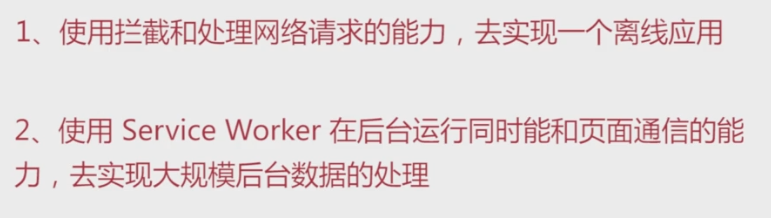 1、使用拦截和处理网络请求的能力，去实现一个离线应用
2、使用 Service Worker 在后台运行同时能和页面通信的能
力，去实现大规模后台数据的处理